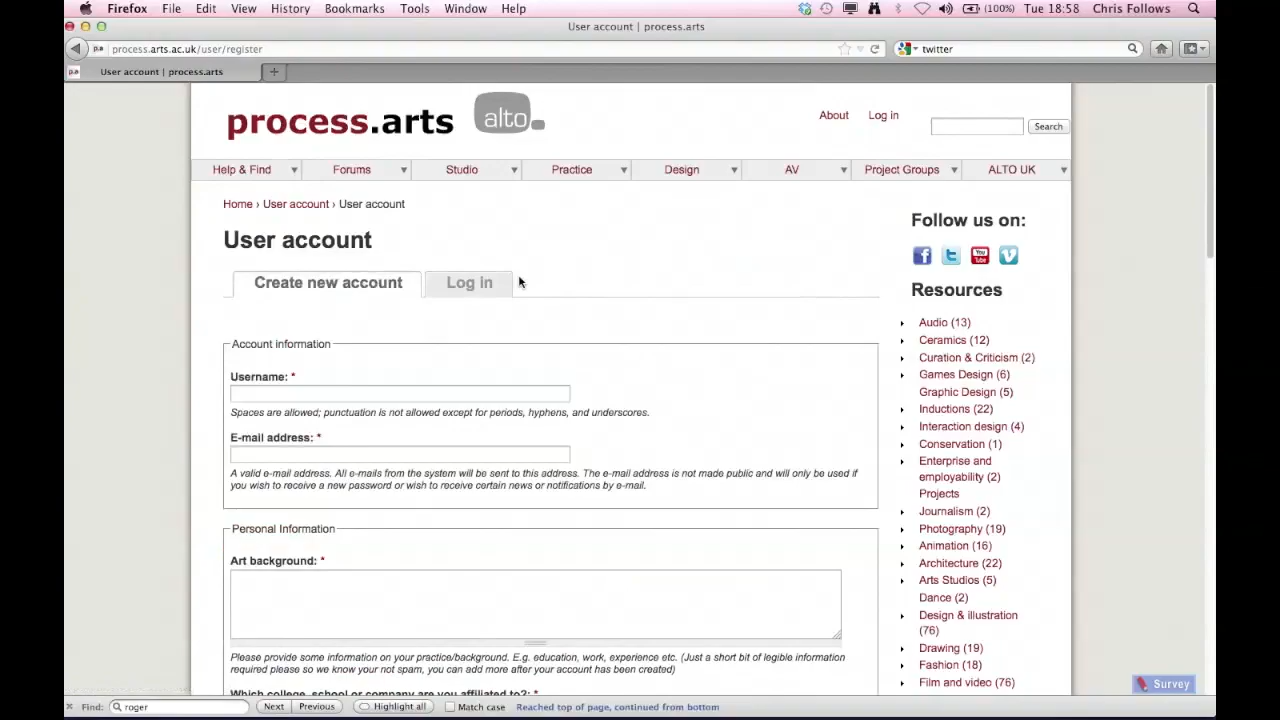 Firefox File Edit View History Bookmarks Tools Window Help (100%) Tue 18:58 Chris Follows
User account | process.arts
p:a process.arts.ac.uk/user/register twitter
p:a User account | process.arts +
process.arts alto.
About Log in Search
Help & Find Forums Studio Practice Design AV Project Groups ALTO UK
Home › User account › User account
User account
Create new account Log in
Account information
Username: *
Spaces are allowed; punctuation is not allowed except for periods, hyphens, and underscores.
E-mail address: *
A valid e-mail address. All e-mails from the system will be sent to this address. The e-mail address is not made public and will only be used if
you wish to receive a new password or wish to receive certain news or notifications by e-mail.
Personal Information
Art background: *
Please provide some information on your practice/background. E.g. education, work, experience etc. (Just a short bit of legible information
required please so we know your not spam, you can add more after your account has been created)
Which college, school or company are you affiliated to?: *
Follow us on:
f t You Tube v
Resources
Audio (13)
Ceramics (12)
Curation & Criticism (2)
Games Design (6)
Graphic Design (5)
Inductions (22)
Interaction design (4)
Conservation (1)
Enterprise and
employability (2)
Projects
Journalism (2)
Photography (19)
Animation (16)
Architecture (22)
Arts Studios (5)
Dance (2)
Design & illustration
(76)
Drawing (19)
Fashion (18)
Film and video (76)
Survey
Find: roger Next Previous Highlight all Match case Reached top of page, continued from bottom